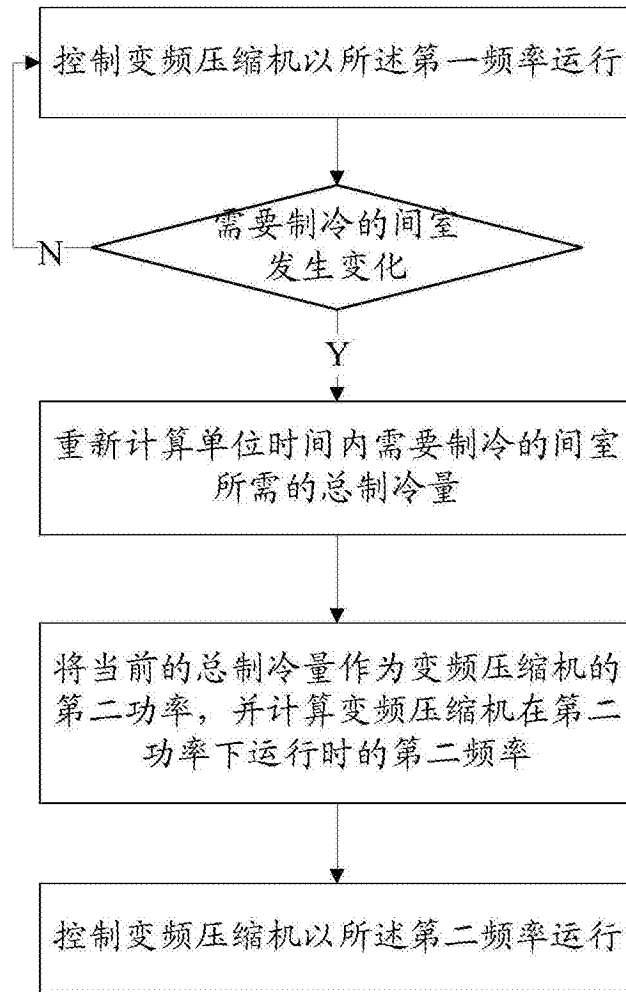 控制变频压缩机以所述第一频率运行
需要制冷的间室
发生变化
N
Y
重新计算单位时间内需要制冷的间室
所需的总制冷量
将当前的总制冷量作为变频压缩机的
第二功率，并计算变频压缩机在第二
功率下运行时的第二频率
控制变频压缩机以所述第二频率运行